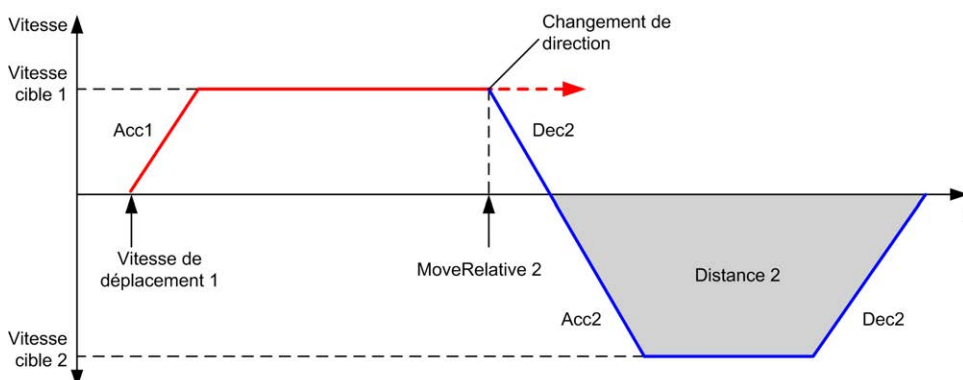 Vitesse
Changement de
direction
Vitesse
cible 1
Acc1
Dec2
Vitesse de
déplacement 1
MoveRelative 2
Distance 2
Acc2
Dec2
Vitesse
cible 2